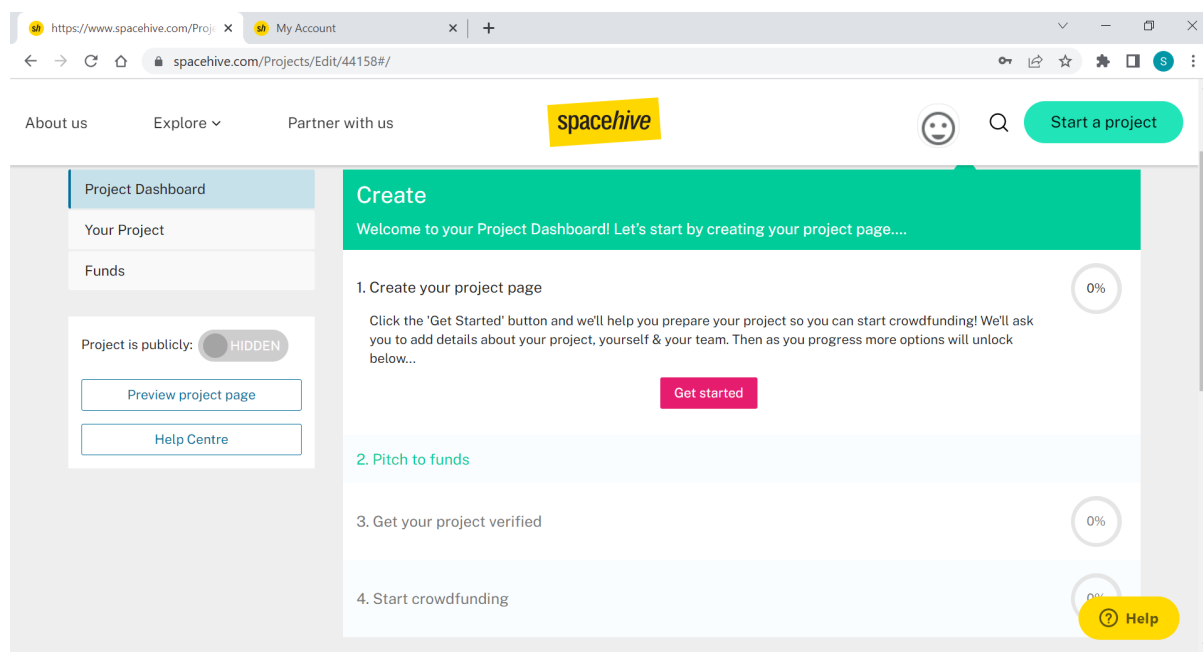 sh https://www.spacehive.com/Proje
sh My Account
spacehive.com/Projects/Edit/44158#/
S
About us Explore Partner with us spacehive Start a project
Project Dashboard
Your Project
Funds
Project is publicly: HIDDEN
Preview project page
Help Centre
Create
Welcome to your Project Dashboard! Let's start by creating your project page....
1. Create your project page 0%
Click the 'Get Started' button and we'll help you prepare your project so you can start crowdfunding! We'll ask
you to add details about your project, yourself & your team. Then as you progress more options will unlock
below...
Get started
2. Pitch to funds
3. Get your project verified 0%
4. Start crowdfunding 0%
Help